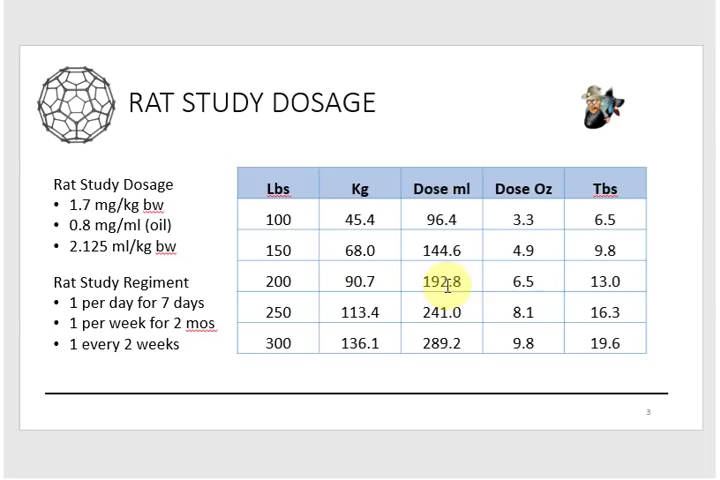 RAT STUDY DOSAGE
Rat Study Dosage
• 1.7 mg/kg bw
• 0.8 mg/ml (oil)
• 2.125 ml/kg bw
Rat Study Regiment
• 1 per day for 7 days
• 1 per week for 2 mos
• 1 every 2 weeks
Lbs Kg Dose ml Dose Oz Tbs
100 45.4 96.4 3.3 6.5
150 68.0 144.6 4.9 9.8
200 90.7 192.8 6.5 13.0
250 113.4 241.0 8.1 16.3
300 136.1 289.2 9.8 19.6
3